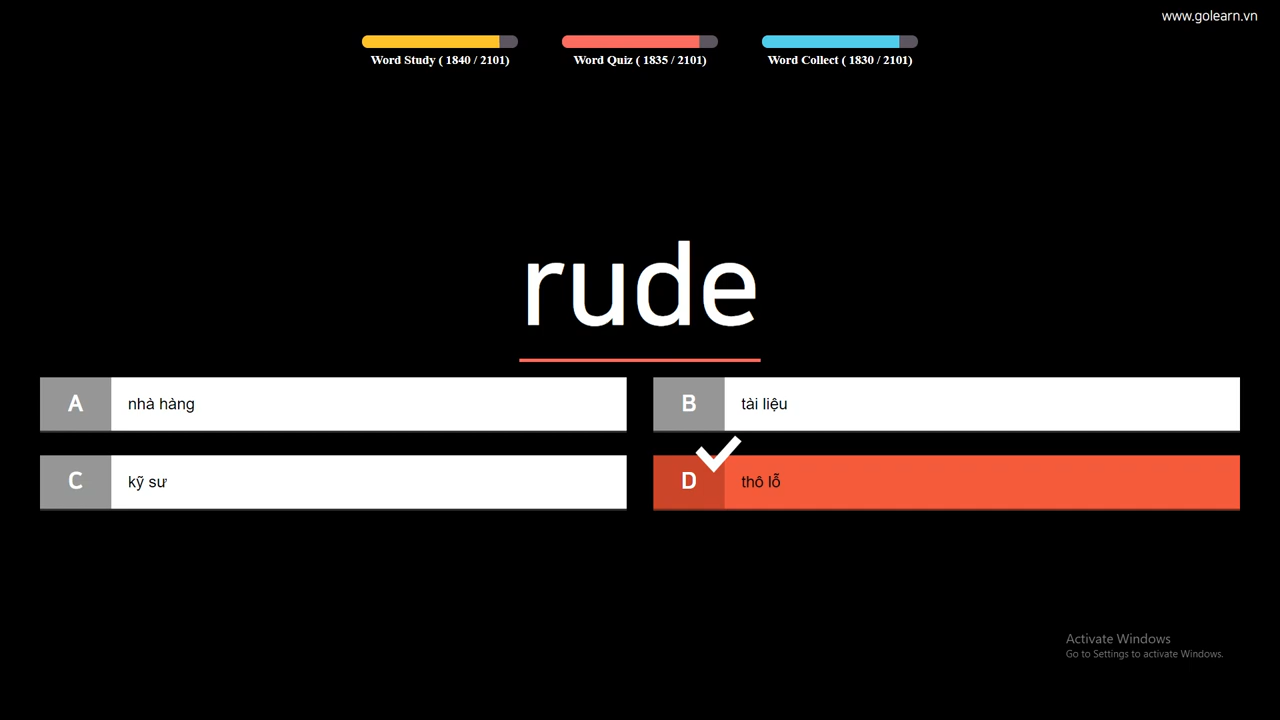 www.golearn.vn
Word Study ( 1840 / 2101) Word Quiz ( 1835 / 2101) Word Collect ( 1830 / 2101)
rude
A nhà hàng
B tài liệu
C kỹ sư
D thô lỗ
Activate Windows
Go to Settings to activate Windows.